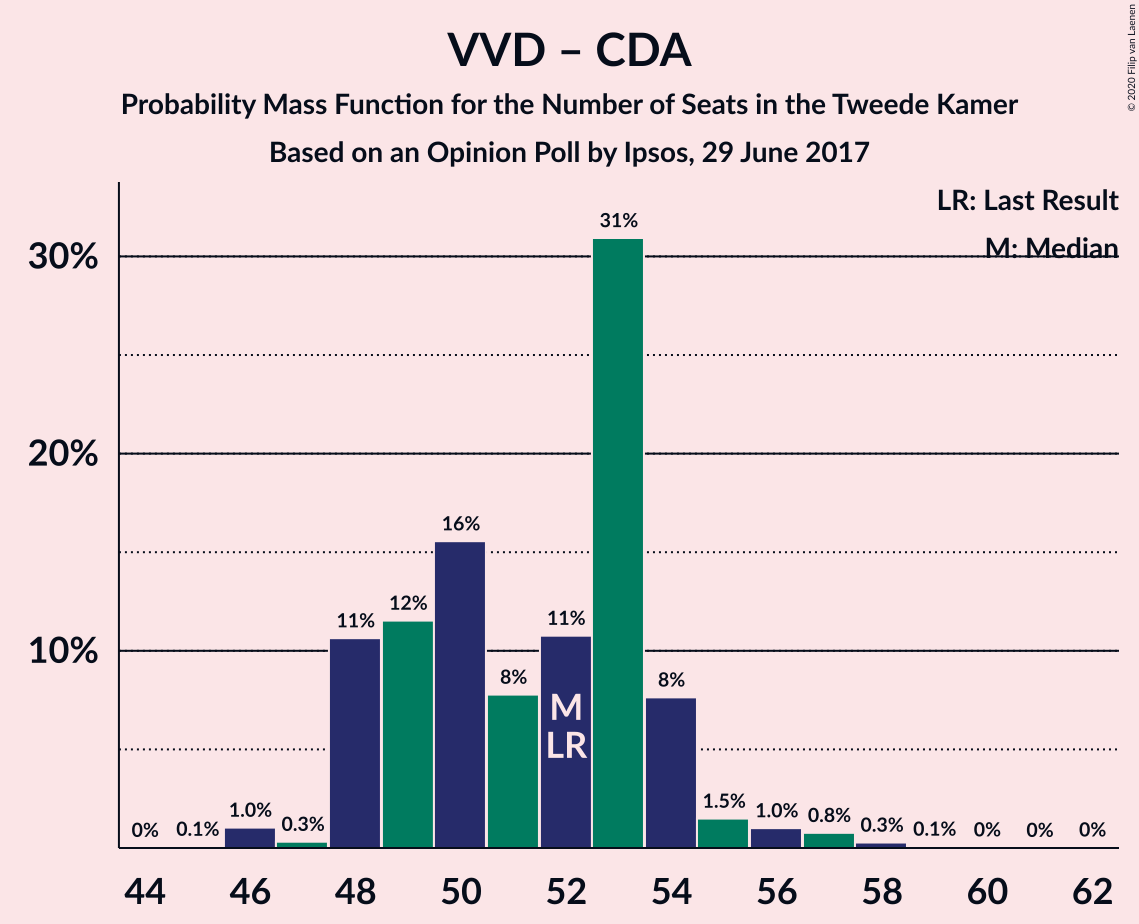 VVD – CDA
Probability Mass Function for the Number of Seats in the Tweede Kamer
Based on an Opinion Poll by Ipsos, 29 June 2017
© 2020 Filip van Laenen
LR: Last Result
M: Median
30%
20%
10%
0%
0.1%
1.0%
0.3%
11%
12%
16%
8%
11%
31%
8%
1.5%
1.0%
0.8%
0.3%
0.1%
0%
0%
0%
M
LR
44 46 48 50 52 54 56 58 60 62